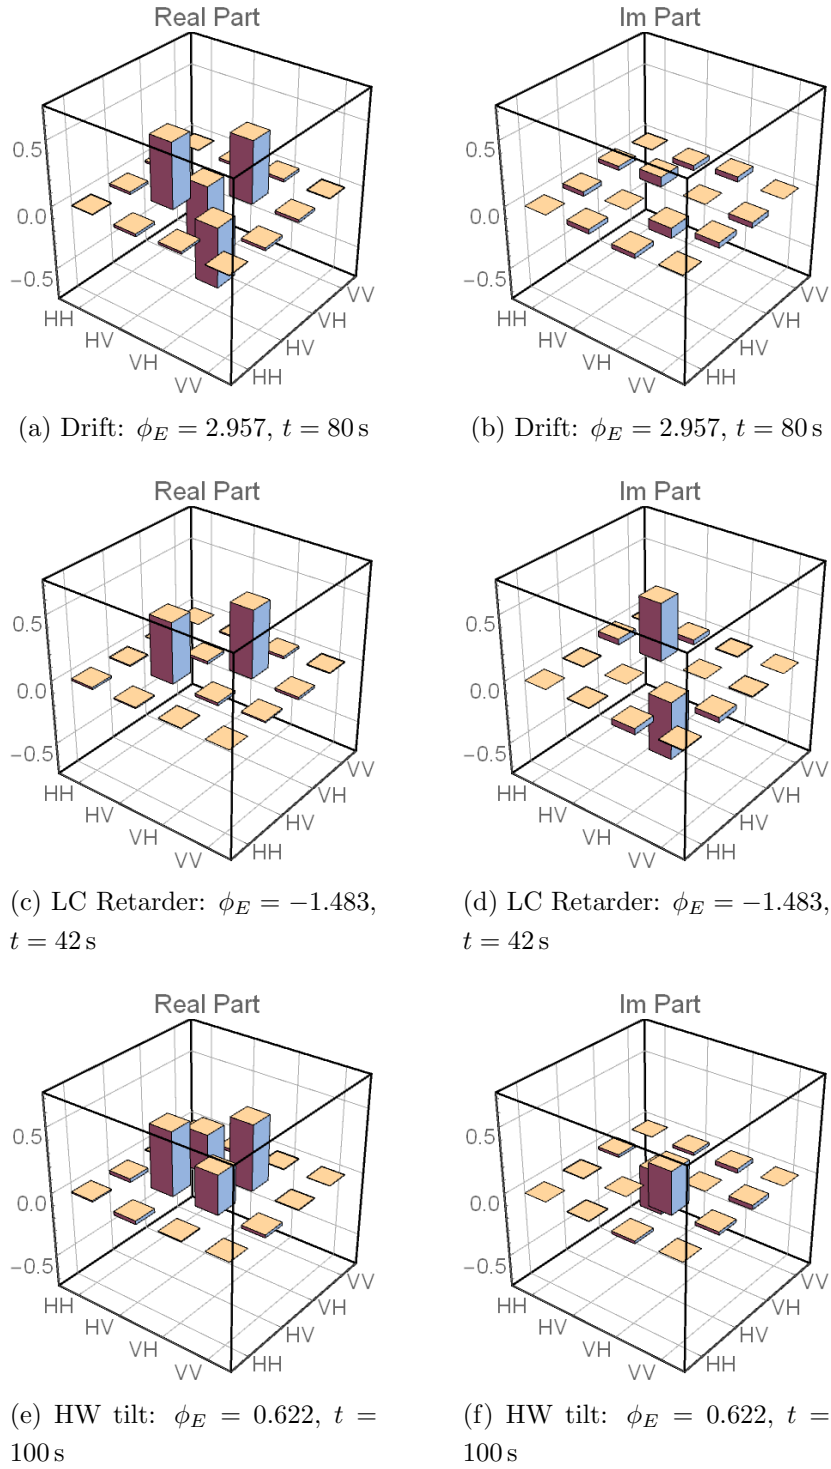 Real Part
Im Part
0.5
0.0
−0.5
HH
HV
VH
VV
HH
HV
VH
VV
0.5
0.0
−0.5
HH
HV
VH
VV
HH
HV
VH
VV
(a) Drift: ϕ_E = 2.957, t = 80 s
(b) Drift: ϕ_E = 2.957, t = 80 s
Real Part
Im Part
0.5
0.0
−0.5
HH
HV
VH
VV
HH
HV
VH
VV
0.5
0.0
−0.5
HH
HV
VH
VV
HH
HV
VH
VV
(c) LC Retarder: ϕ_E = −1.483,
t = 42 s
(d) LC Retarder: ϕ_E = −1.483,
t = 42 s
Real Part
Im Part
0.5
0.0
−0.5
HH
HV
VH
VV
HH
HV
VH
VV
0.5
0.0
−0.5
HH
HV
VH
VV
HH
HV
VH
VV
(e) HW tilt: ϕ_E = 0.622, t =
100 s
(f) HW tilt: ϕ_E = 0.622, t =
100 s